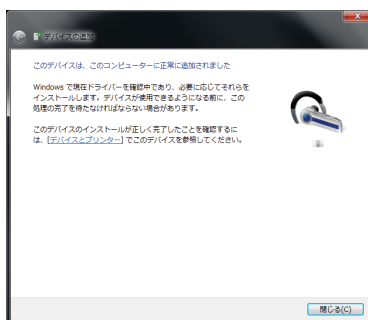 デバイスの追加
このデバイスは、このコンピューターに正常に追加されました
Windows で現在ドライバーを確認中であり、必要に応じてそれらを
インストールします。デバイスが使用できるようになる前に、この
処理の完了を待たなければならない場合があります。
このデバイスのインストールが正しく完了したことを確認するに
は、[デバイスとプリンター] でこのデバイスを参照してください。
閉じる(C)